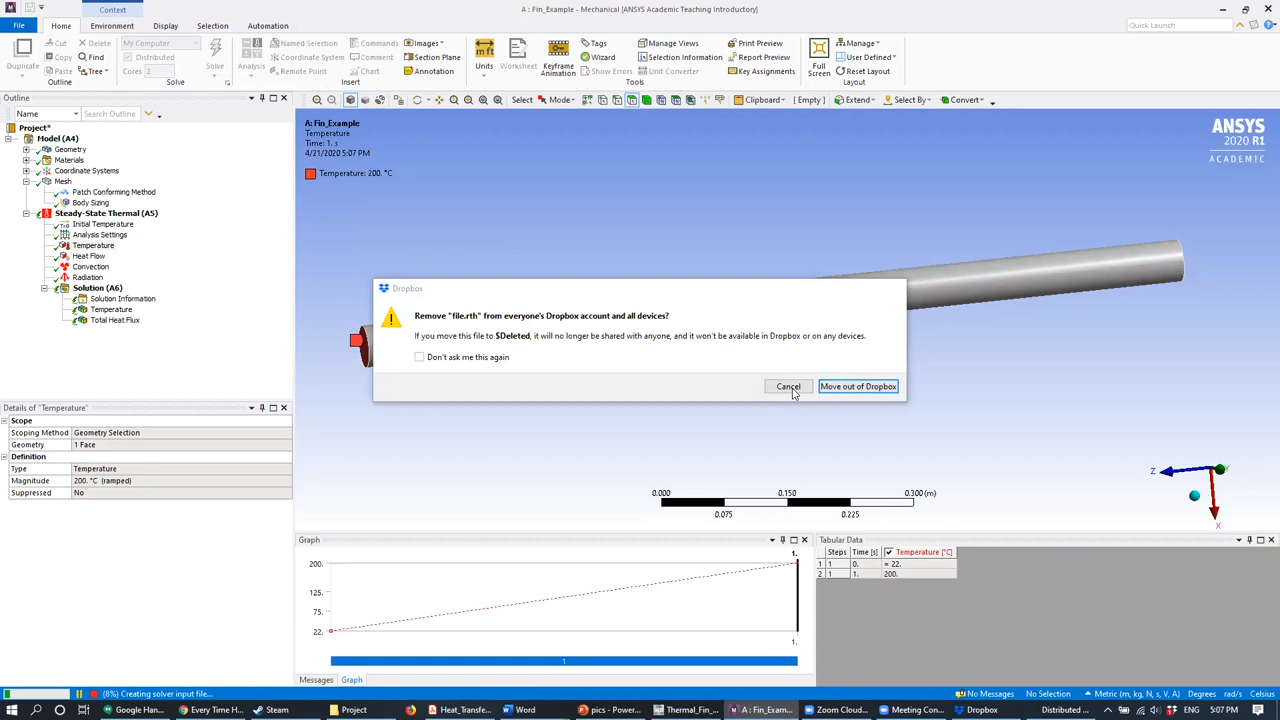 Context
A : Fin_Example - Mechanical [ANSYS Academic Teaching Introductory]
File Home Environment Display Selection Automation
Quick Launch
Duplicate
Cut
Copy
Paste
Delete
Find
Tree
Outline
My Computer
Distributed
Cores 2
Solve
Solve
Analysis
Named Selection
Coordinate System
Remote Point
Commands
Comment
Chart
Images
Section Plane
Annotation
Insert
Units
Worksheet
Keyframe
Animation
Tags
Wizard
Show Errors
Manage Views
Selection Information
Unit Converter
Print Preview
Report Preview
Key Assignments
Tools
Full
Screen
Manage
User Defined
Reset Layout
Layout
Select Mode Clipboard [ Empty ] Extend Select By Convert
Outline
Name Search Outline
Project*
Model (A4)
Geometry
Materials
Coordinate Systems
Mesh
Patch Conforming Method
Body Sizing
Steady-State Thermal (A5)
Initial Temperature
Analysis Settings
Temperature
Heat Flow
Convection
Radiation
Solution (A6)
Solution Information
Temperature
Total Heat Flux
A: Fin_Example
Temperature
Time: 1. s
4/21/2020 5:07 PM
Temperature: 200. °C
ANSYS
2020 R1
ACADEMIC
Dropbox
Remove "file.rth" from everyone's Dropbox account and all devices?
If you move this file to $Deleted, it will no longer be shared with anyone, and it won't be available in Dropbox or on any devices.
Don't ask me this again
Cancel Move out of Dropbox
Z
Y
X
0.000 0.150 0.300 (m)
0.075 0.225
Details of "Temperature"
Scope
Scoping Method Geometry Selection
Geometry 1 Face
Definition
Type Temperature
Magnitude 200. °C (ramped)
Suppressed No
Graph
1.
200.
125.
75.
22.
1.
1
Messages Graph
Tabular Data
Steps Time [s] Temperature [°C]
1 1 0. = 22.
2 1 1. 200.
(8%) Creating solver input file...
No Messages No Selection Metric (m, kg, N, s, V, A) Degrees rad/s Celsius
Google Han...
Every Time H...
Steam
Project
Heat_Transfe...
Word
pics - Powe...
Thermal_Fin_...
A : Fin_Exam...
Zoom Cloud...
Meeting Con...
Dropbox
Distributed ...
ENG
5:07 PM